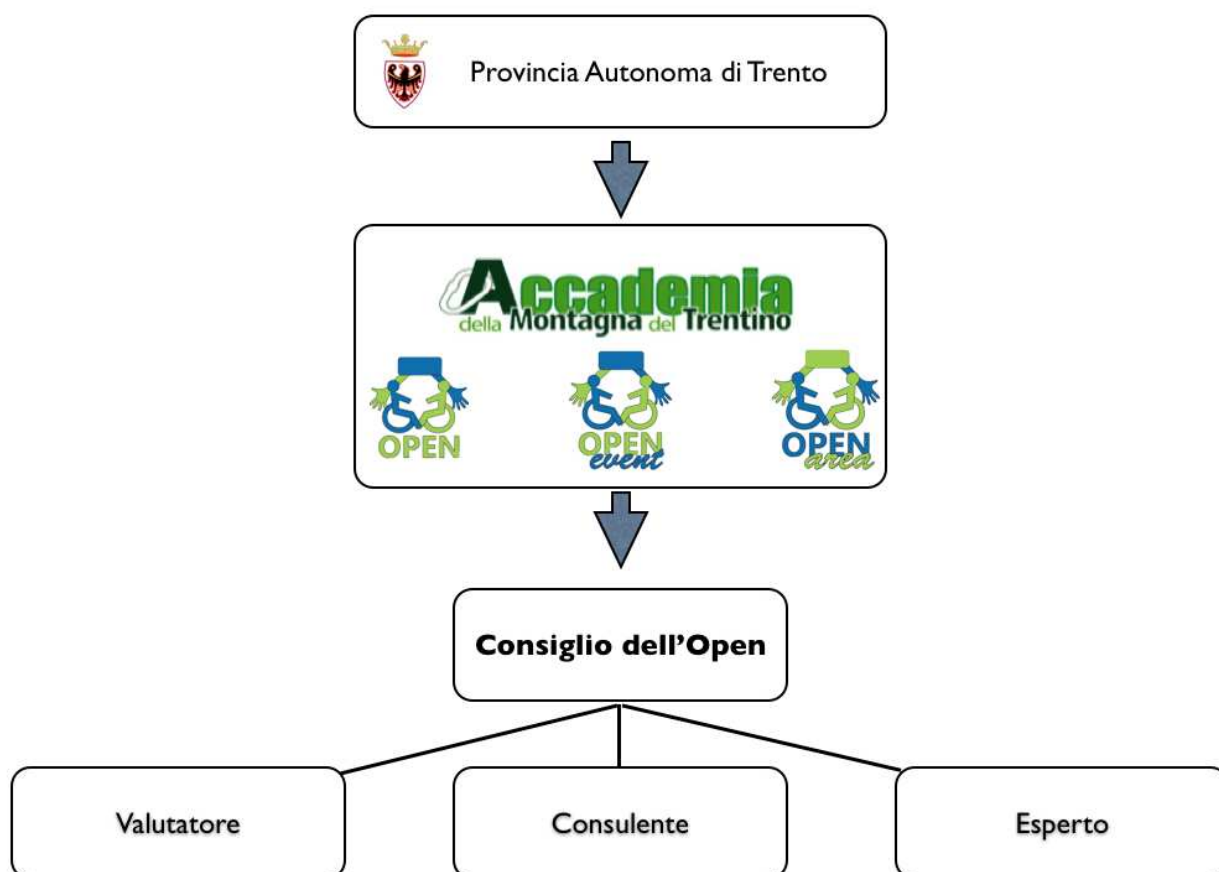 Provincia Autonoma di Trento
Accademia
della Montagna del Trentino
OPEN
OPEN
event
OPEN
area
Consiglio dell’Open
Valutatore
Consulente
Esperto